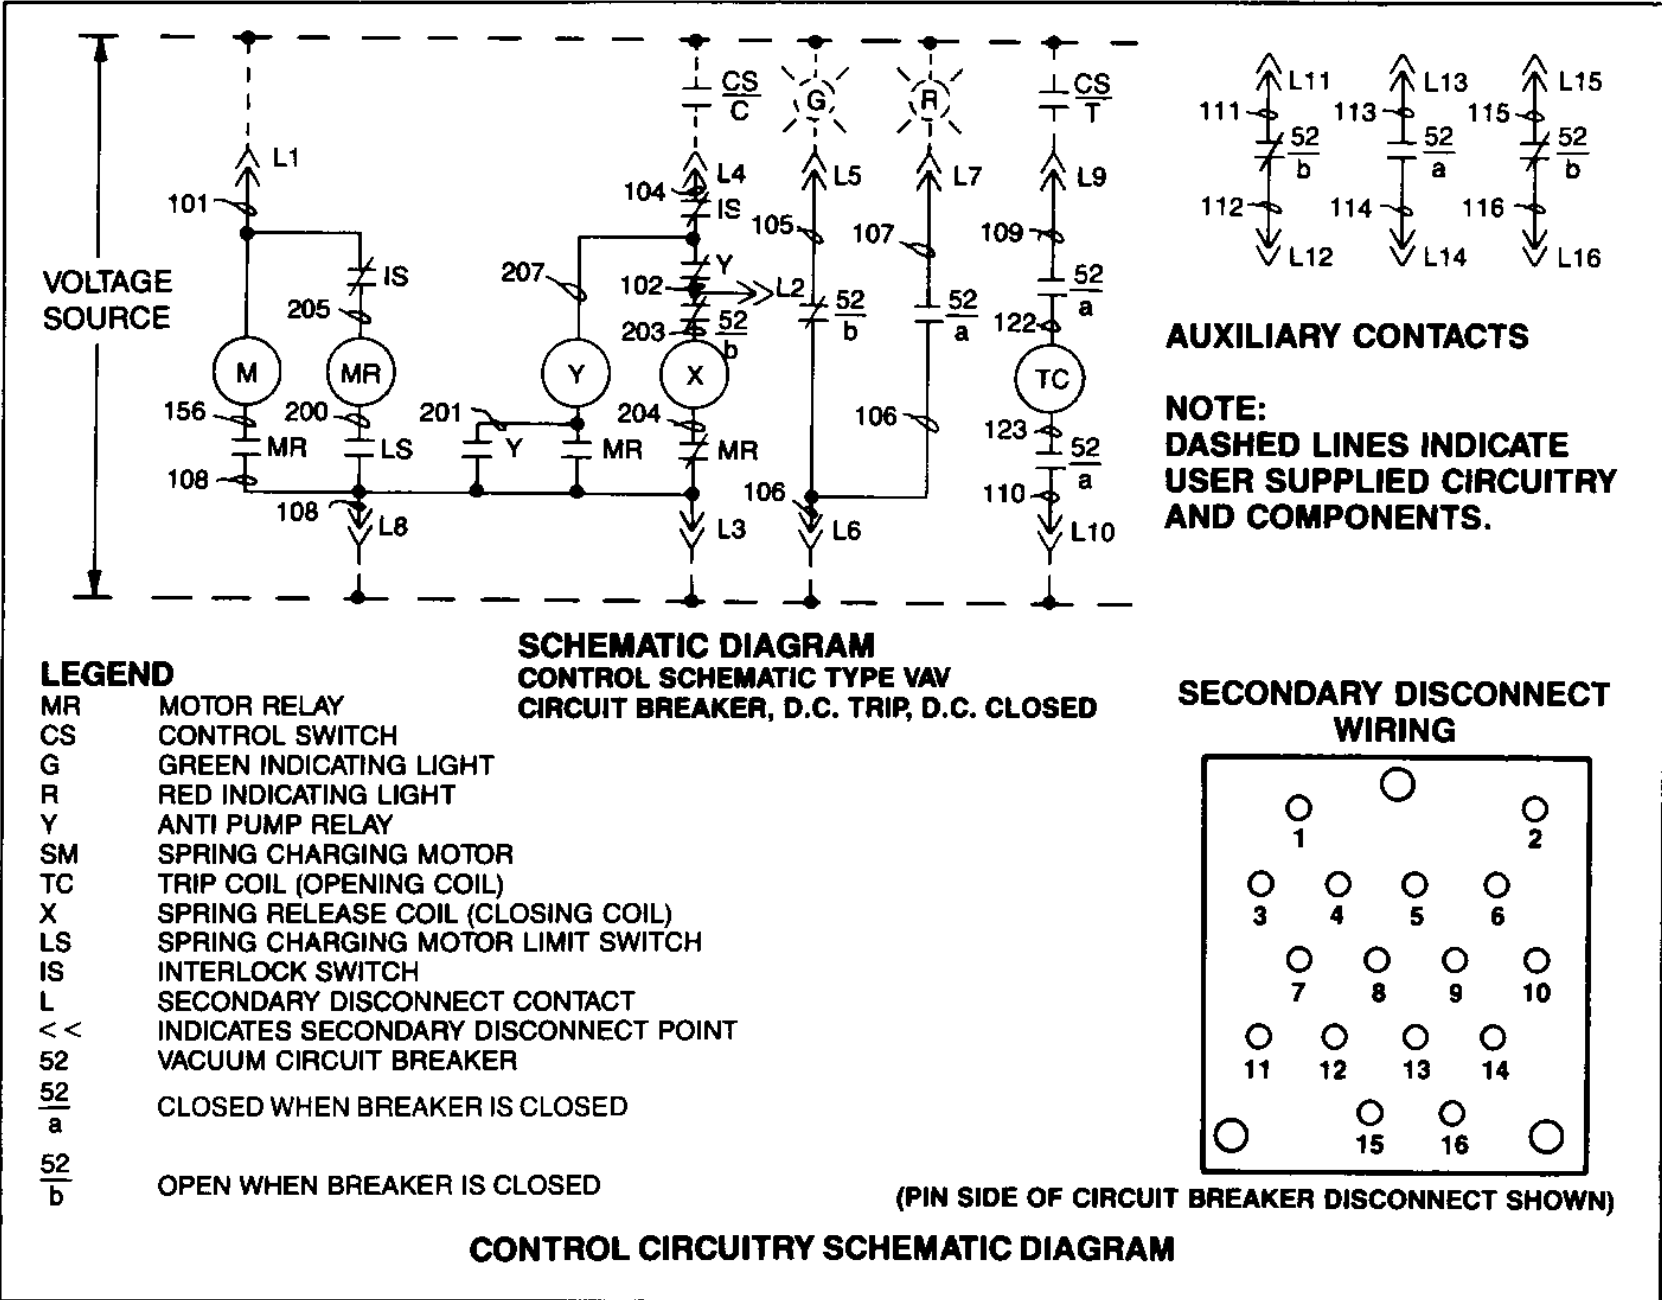 CS
C
G
R
CS
T
L11
L13
L15
111
113
115
52
b
52
a
52
b
112
114
116
L12
L14
L16
L1
L4
L5
L7
L9
101
104
IS
105
107
109
VOLTAGE
SOURCE
IS
207
Y
102
L2
52
b
52
a
52
a
205
203
52
b
122
AUXILIARY CONTACTS
M
MR
Y
X
TC
156
200
201
204
106
123
MR
LS
Y
MR
MR
52
a
108
108
106
110
L8
L3
L6
L10
NOTE:
DASHED LINES INDICATE
USER SUPPLIED CIRCUITRY
AND COMPONENTS.
SCHEMATIC DIAGRAM
CONTROL SCHEMATIC TYPE VAV
CIRCUIT BREAKER, D.C. TRIP, D.C. CLOSED
LEGEND
MR MOTOR RELAY
CS CONTROL SWITCH
G GREEN INDICATING LIGHT
R RED INDICATING LIGHT
Y ANTI PUMP RELAY
SM SPRING CHARGING MOTOR
TC TRIP COIL (OPENING COIL)
X SPRING RELEASE COIL (CLOSING COIL)
LS SPRING CHARGING MOTOR LIMIT SWITCH
IS INTERLOCK SWITCH
L SECONDARY DISCONNECT CONTACT
<< INDICATES SECONDARY DISCONNECT POINT
52 VACUUM CIRCUIT BREAKER
52
a CLOSED WHEN BREAKER IS CLOSED
52
b OPEN WHEN BREAKER IS CLOSED
SECONDARY DISCONNECT
WIRING
1 2
3 4 5 6
7 8 9 10
11 12 13 14
15 16
(PIN SIDE OF CIRCUIT BREAKER DISCONNECT SHOWN)
CONTROL CIRCUITRY SCHEMATIC DIAGRAM